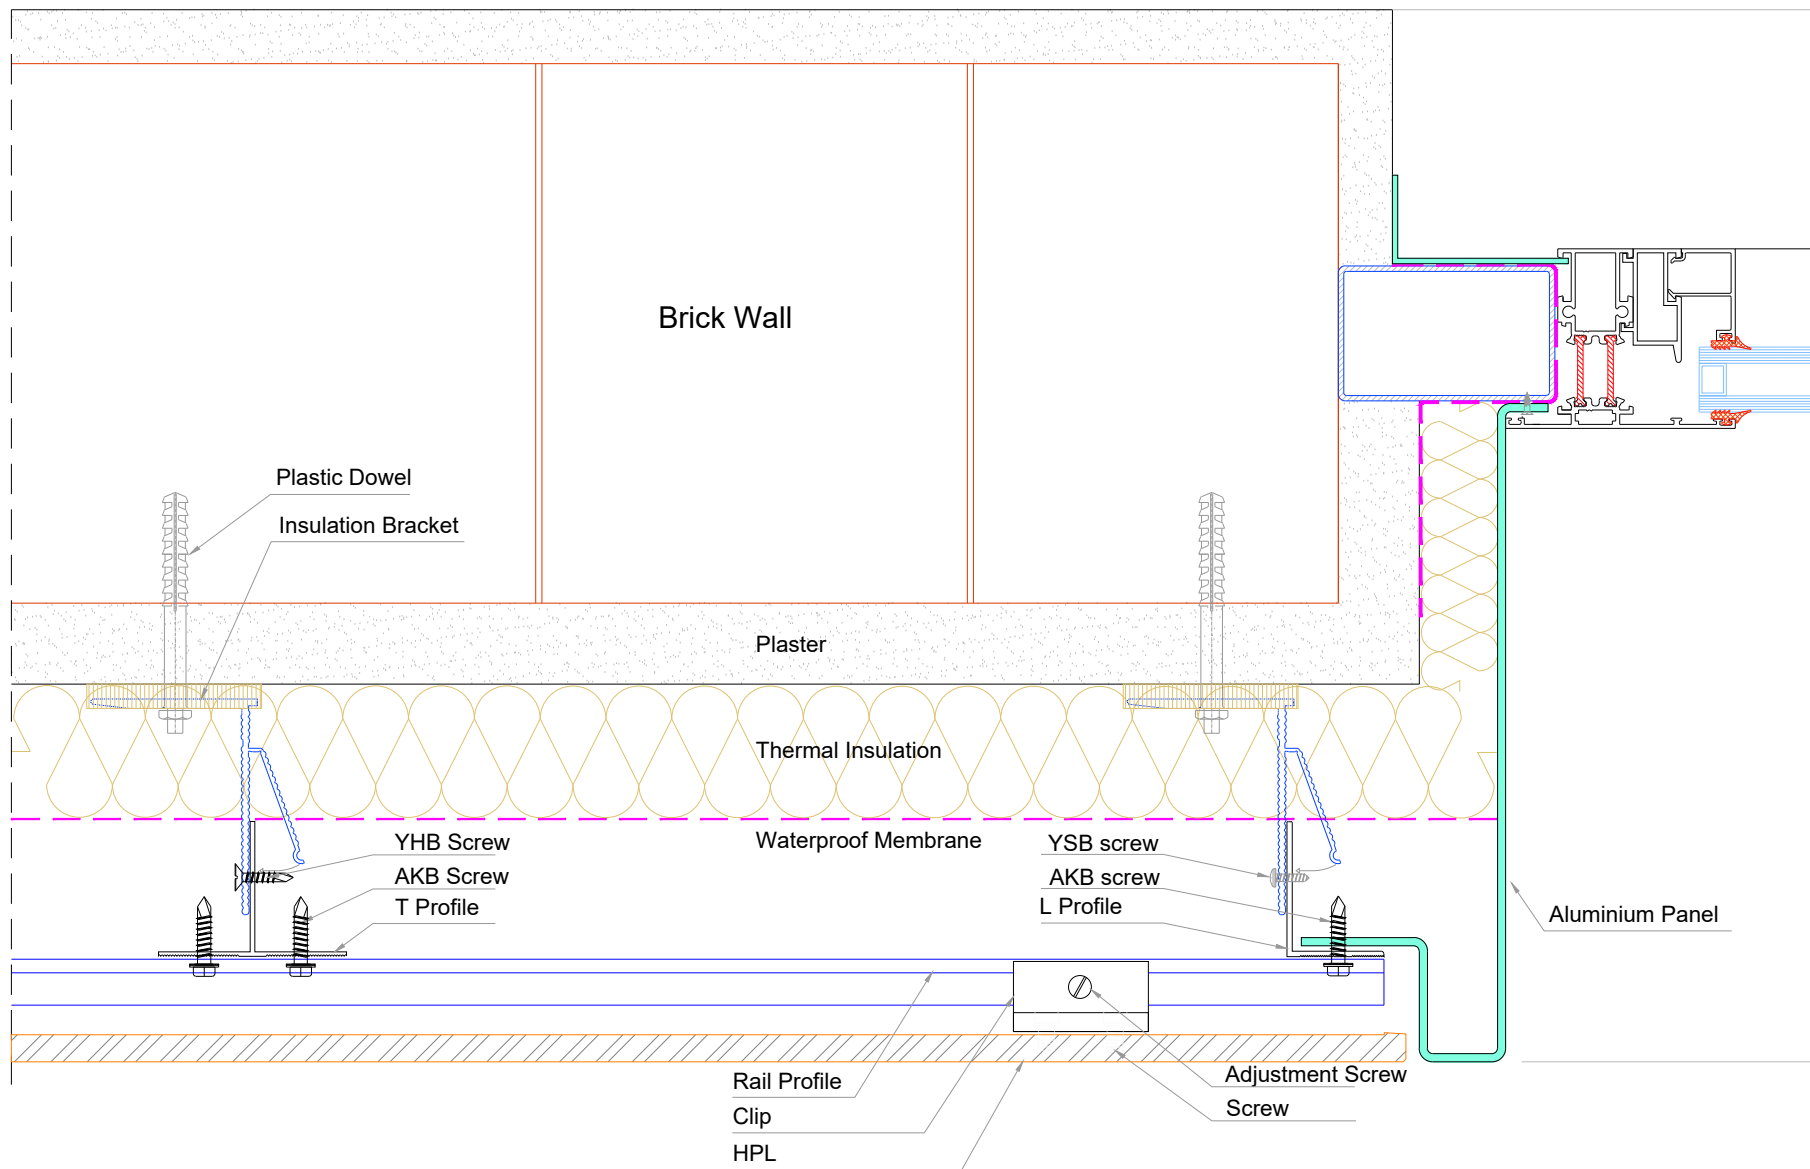 Brick Wall
Plastic Dowel
Insulation Bracket
Plaster
Thermal Insulation
Waterproof Membrane
YHB Screw
AKB Screw
T Profile
YSB screw
AKB screw
L Profile
Aluminium Panel
Rail Profile
Clip
HPL
Adjustment Screw
Screw